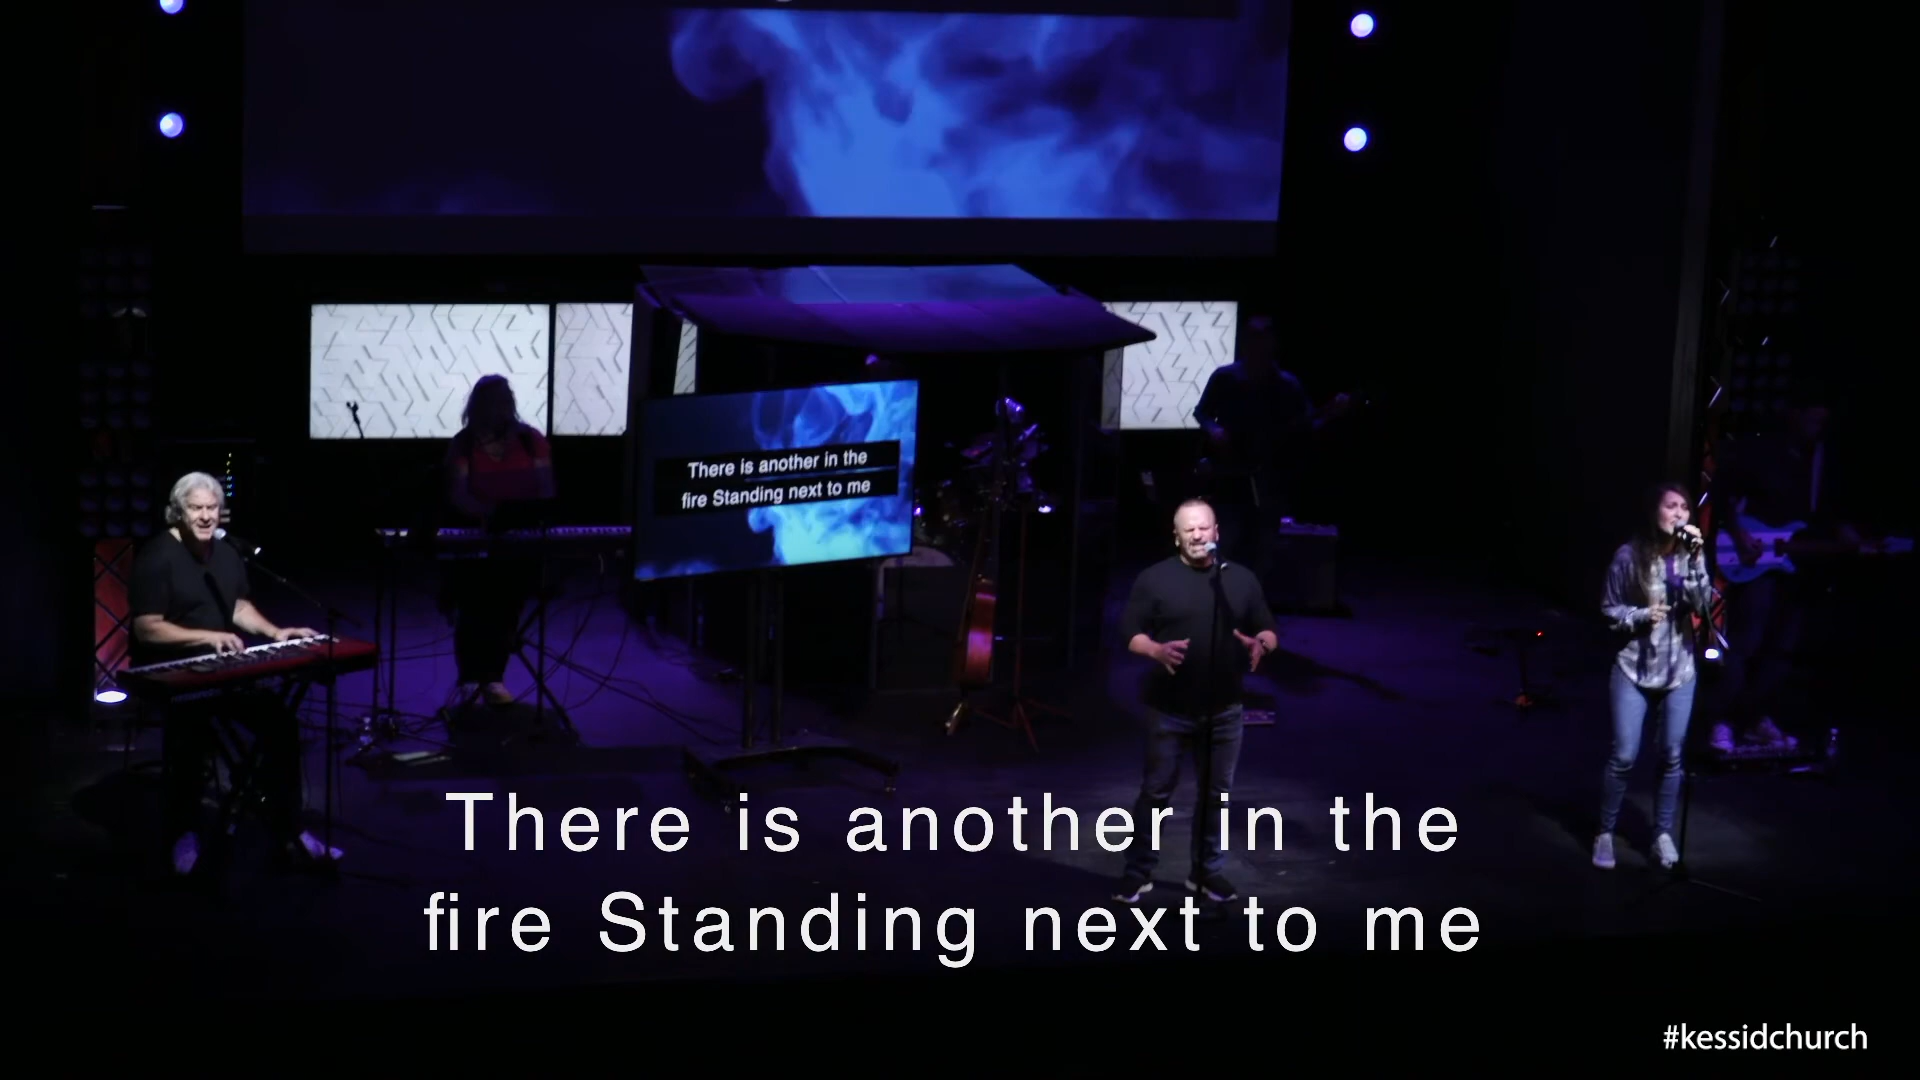 There is another in the
fire Standing next to me
There is another in the
fire Standing next to me
#kessidchurch